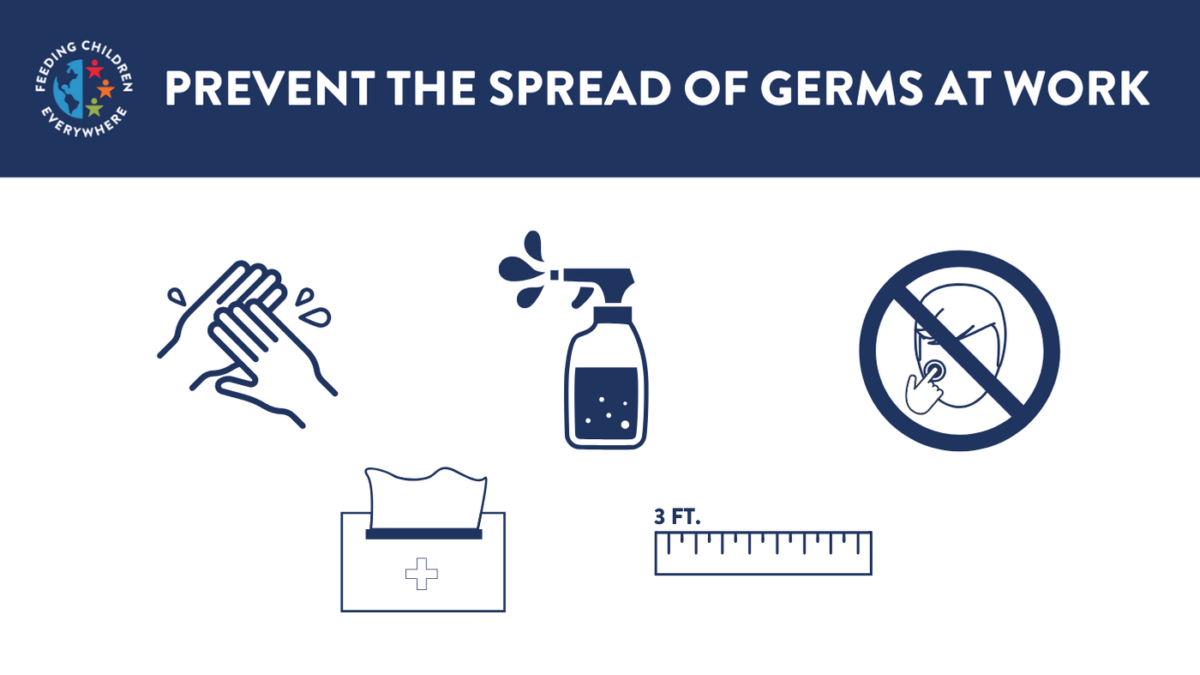 FEEDING CHILDREN
EVERYWHERE
PREVENT THE SPREAD OF GERMS AT WORK
3 FT.